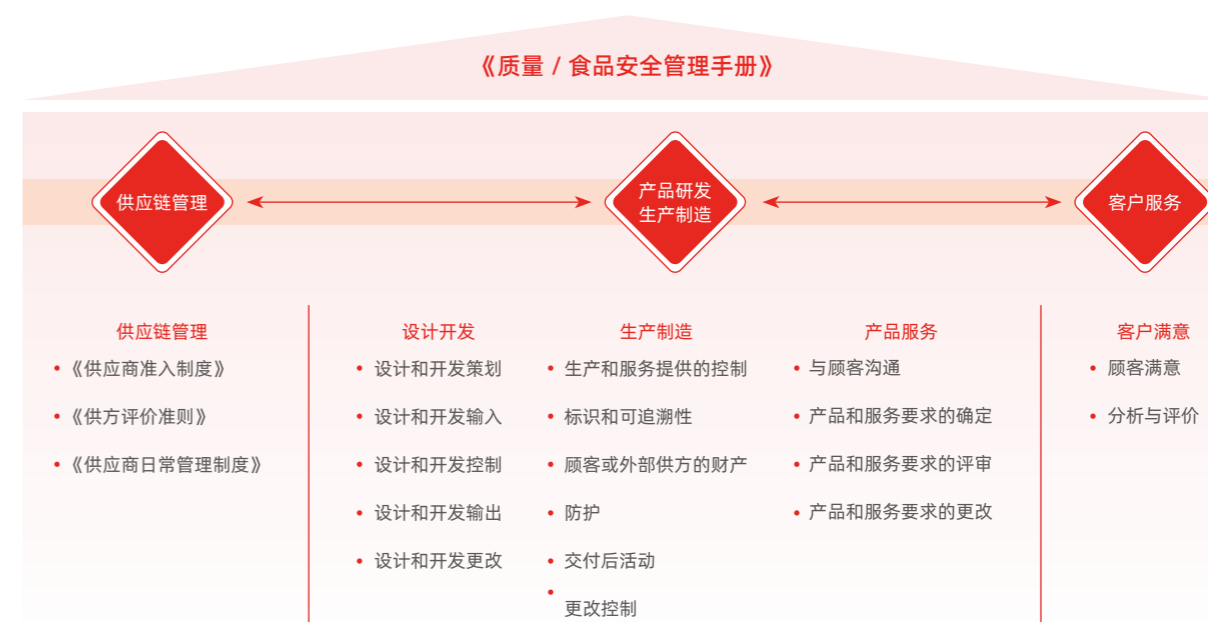 《质量 / 食品安全管理手册》
供应链管理
产品研发
生产制造
客户服务
供应链管理
• 《供应商准入制度》
• 《供方评价准则》
• 《供应商日常管理制度》
设计开发
• 设计和开发策划
• 设计和开发输入
• 设计和开发控制
• 设计和开发输出
• 设计和开发更改
生产制造
• 生产和服务提供的控制
• 标识和可追溯性
• 顾客或外部供方的财产
• 防护
• 交付后活动
• 更改控制
产品服务
• 与顾客沟通
• 产品和服务要求的确定
• 产品和服务要求的评审
• 产品和服务要求的更改
客户满意
• 顾客满意
• 分析与评价